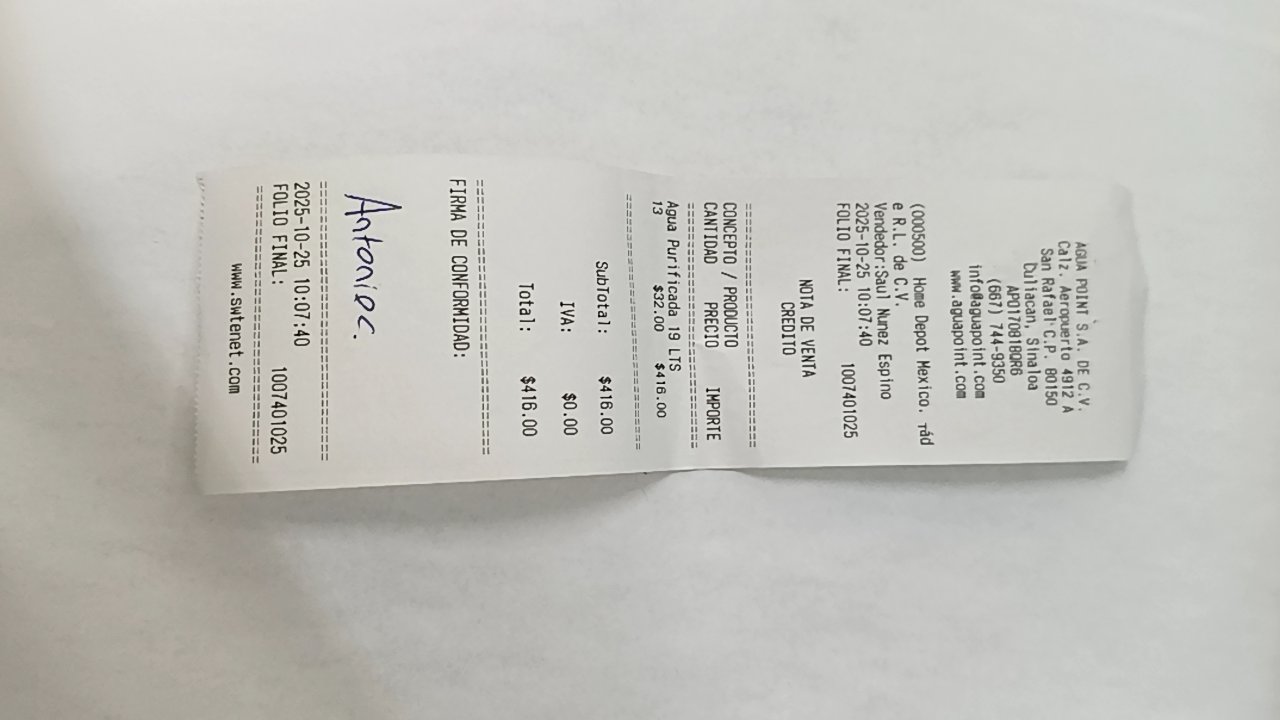 AGUA POINT S.A. DE C.V.
Calz. Aeropuerto 4912 A
San Rafael C.P. 80150
Culiacan, Sinaloa
APO170818QR6
(667) 744-9350
info@aguapoint.com
www.aguapoint.com
(000500) Home Depot Mexico. rád
e R.L. de C.V.
Vendedor:Saul Nunez Espino
2025-10-25 10:07:40
FOLIO FINAL: 1007401025
NOTA DE VENTA
CREDITO
================================
CONCEPTO / PRODUCTO
CANTIDAD PRECIO IMPORTE
================================
Agua Purificada 19 LTS
13 $32.00 $416.00
================================
SubTotal: $416.00
IVA: $0.00
Total: $416.00
================================
FIRMA DE CONFORMIDAD:
Antonio C.
================================
2025-10-25 10:07:40
FOLIO FINAL: 1007401025
================================
www.swtenet.com